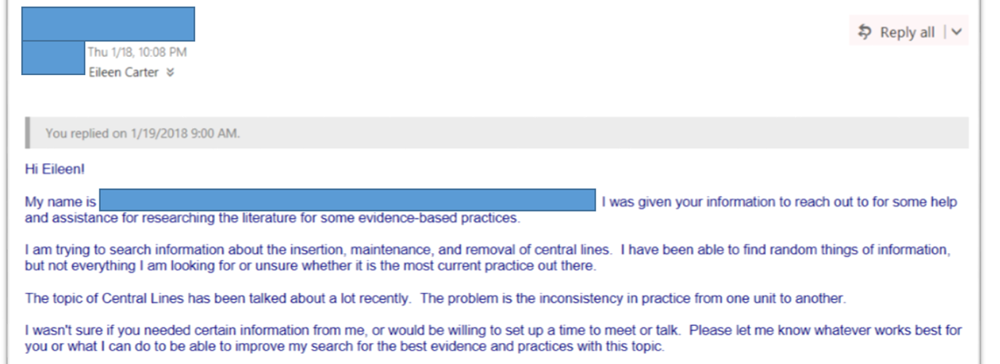 Reply all
Thu 1/18, 10:08 PM
Eileen Carter
You replied on 1/19/2018 9:00 AM.
Hi Eileen!
My name is I was given your information to reach out to for some help
and assistance for researching the literature for some evidence-based practices.
I am trying to search information about the insertion, maintenance, and removal of central lines.  I have been able to find random things of information,
but not everything I am looking for or unsure whether it is the most current practice out there.
The topic of Central Lines has been talked about a lot recently.  The problem is the inconsistency in practice from one unit to another.
I wasn't sure if you needed certain information from me, or would be willing to set up a time to meet or talk.  Please let me know whatever works best for
you or what I can do to be able to improve my search for the best evidence and practices with this topic.